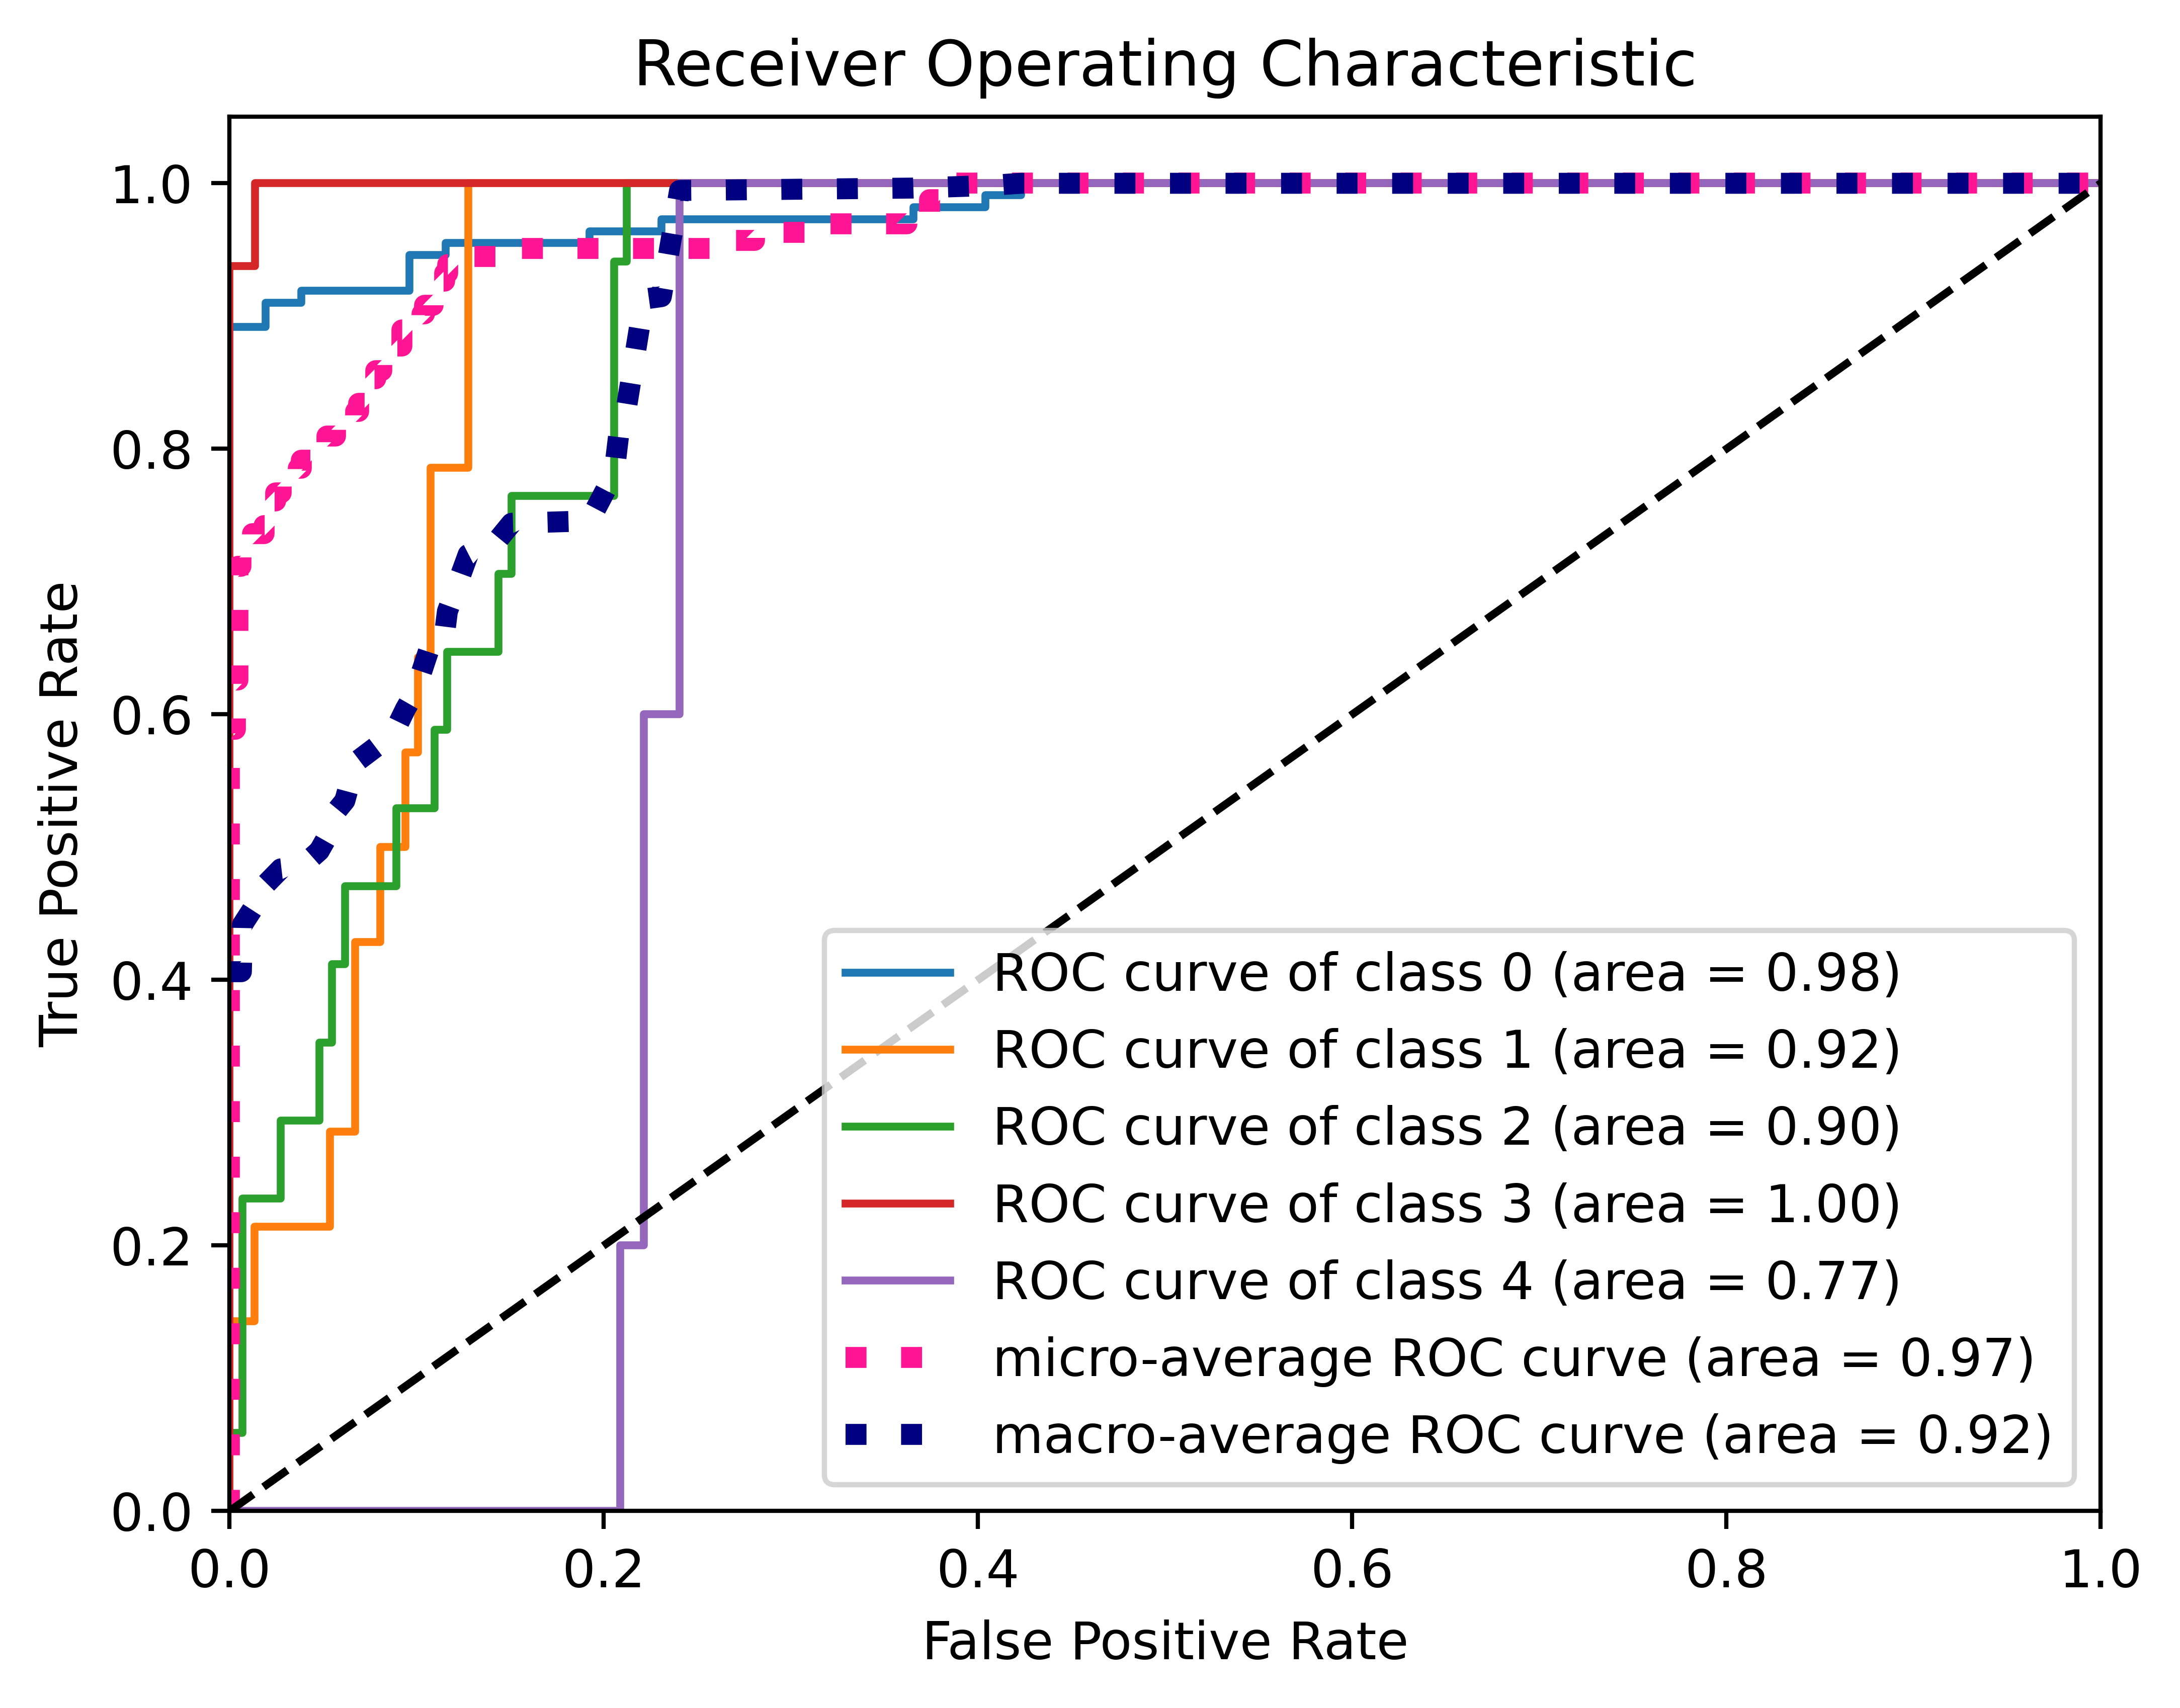 Receiver Operating Characteristic
1.0
0.8
0.6
0.4
0.2
0.0
True Positive Rate
ROC curve of class 0 (area = 0.98)
ROC curve of class 1 (area = 0.92)
ROC curve of class 2 (area = 0.90)
ROC curve of class 3 (area = 1.00)
ROC curve of class 4 (area = 0.77)
micro-average ROC curve (area = 0.97)
macro-average ROC curve (area = 0.92)
0.0 0.2 0.4 0.6 0.8 1.0
False Positive Rate